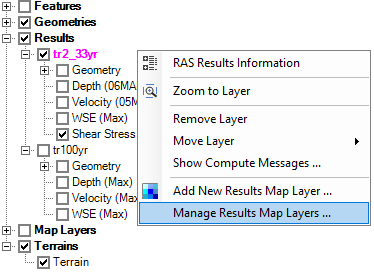 Features
Geometries
Results
tr2_33yr
Geometry
Depth (06MA
Velocity (05M
WSE (Max)
Shear Stress
tr100yr
Geometry
Depth (Max)
Velocity (Max
WSE (Max)
Map Layers
Terrains
Terrain
RAS Results Information
Zoom to Layer
Remove Layer
Move Layer
Show Compute Messages ...
Add New Results Map Layer ...
Manage Results Map Layers ...